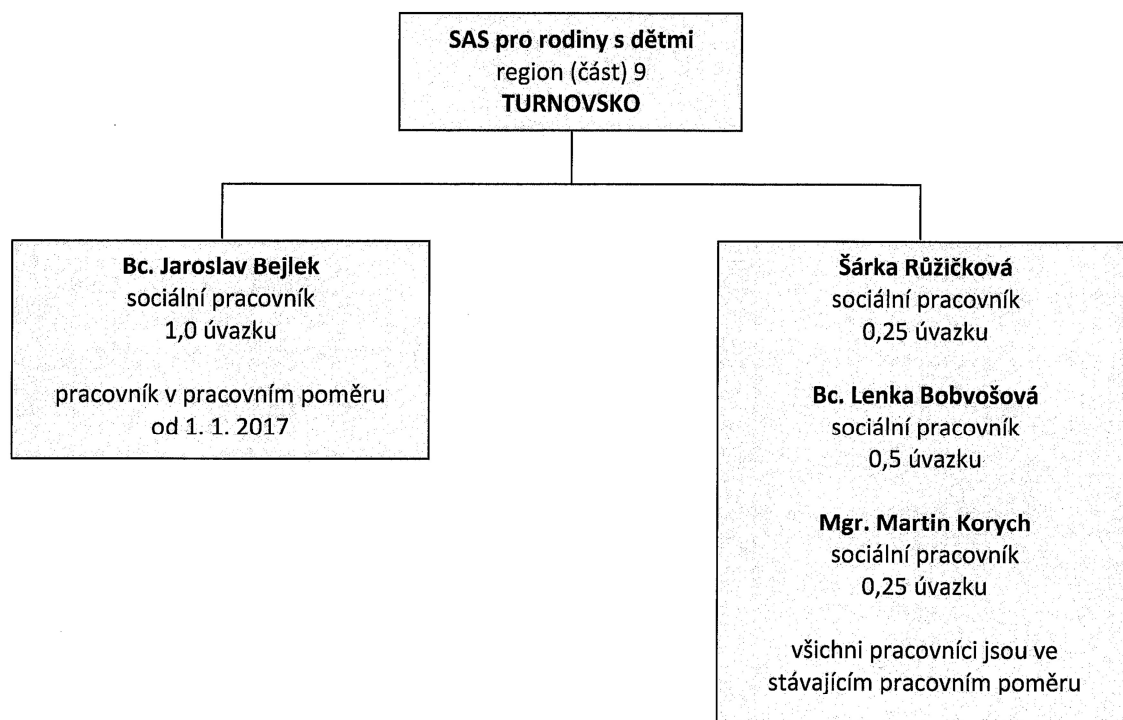 SAS pro rodiny s dětmi
region (část) 9
TURNOVSKO
Bc. Jaroslav Bejlek
sociální pracovník
1,0 úvazku
pracovník v pracovním poměru
od 1. 1. 2017
Šárka Růžičková
sociální pracovník
0,25 úvazku
Bc. Lenka Bobvošová
sociální pracovník
0,5 úvazku
Mgr. Martin Korych
sociální pracovník
0,25 úvazku
všichni pracovníci jsou ve
stávajícím pracovním poměru